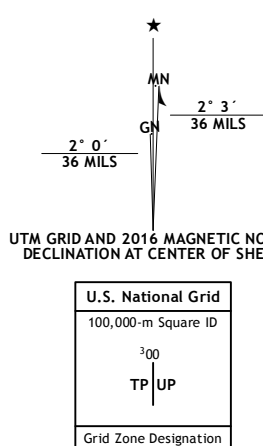 ★
MN
2° 3´
36 MILS
GN
2° 0´
36 MILS
UTM GRID AND 2016 MAGNETIC NO
DECLINATION AT CENTER OF SHE
U.S. National Grid
100,000-m Square ID
³00
TP UP
Grid Zone Designation